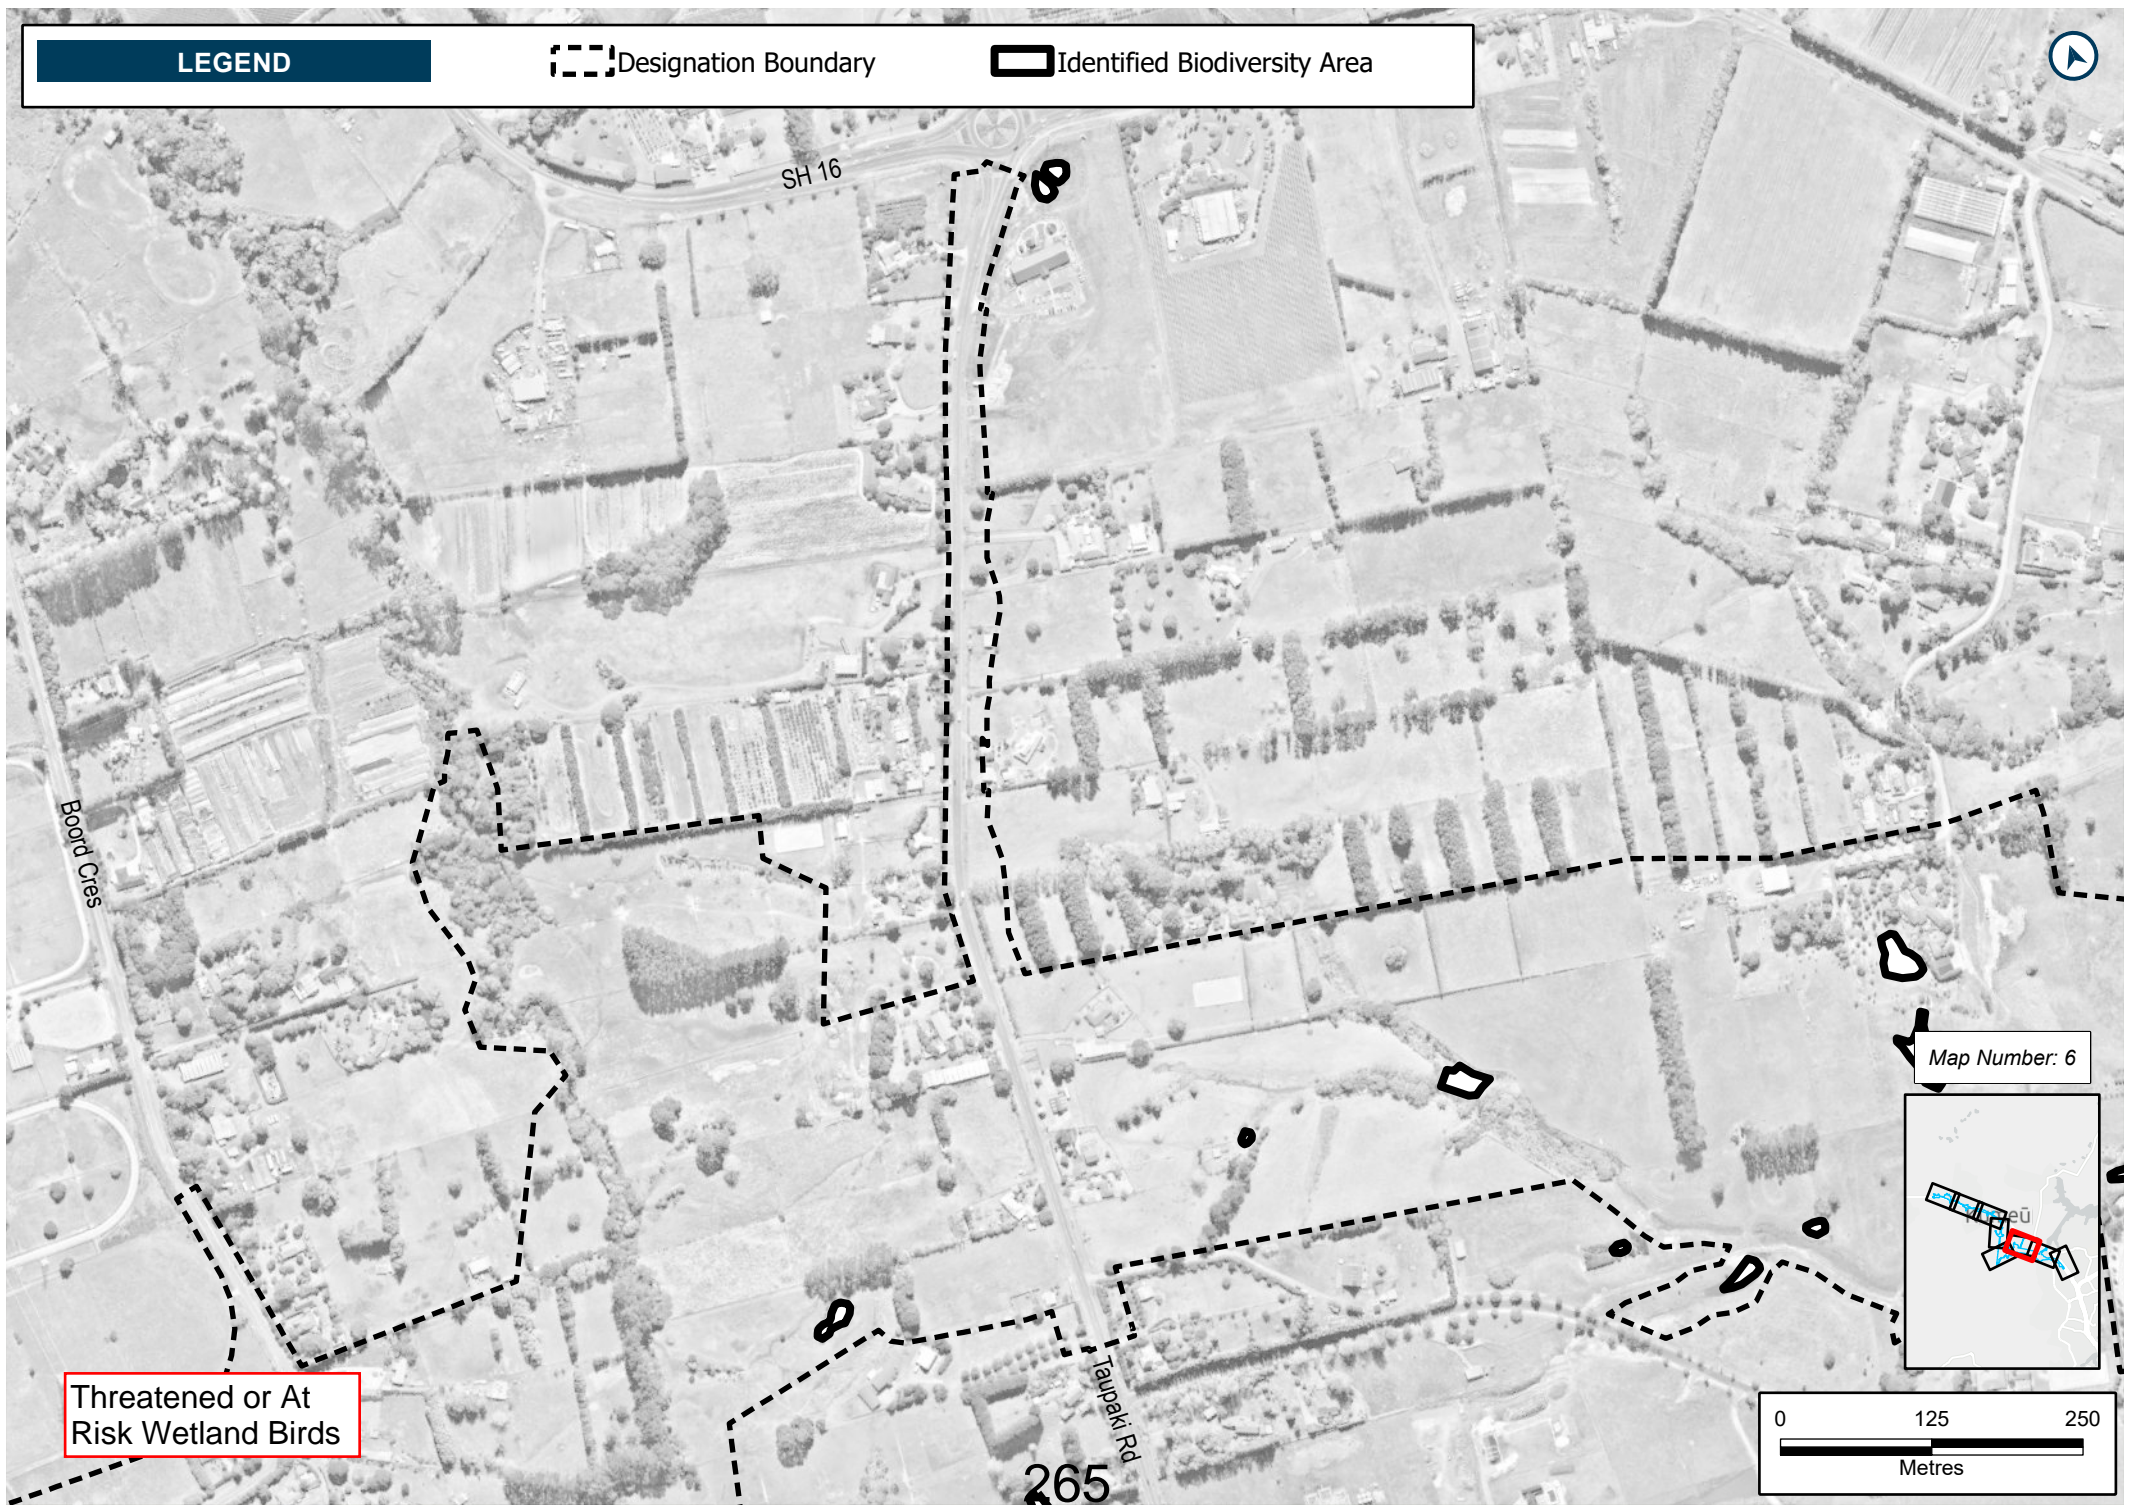 LEGEND
Designation Boundary
Identified Biodiversity Area
SH 16
Boord Cres
Map Number: 6
Threatened or At
Risk Wetland Birds
Taupaki Rd
0 125 250
Metres
265